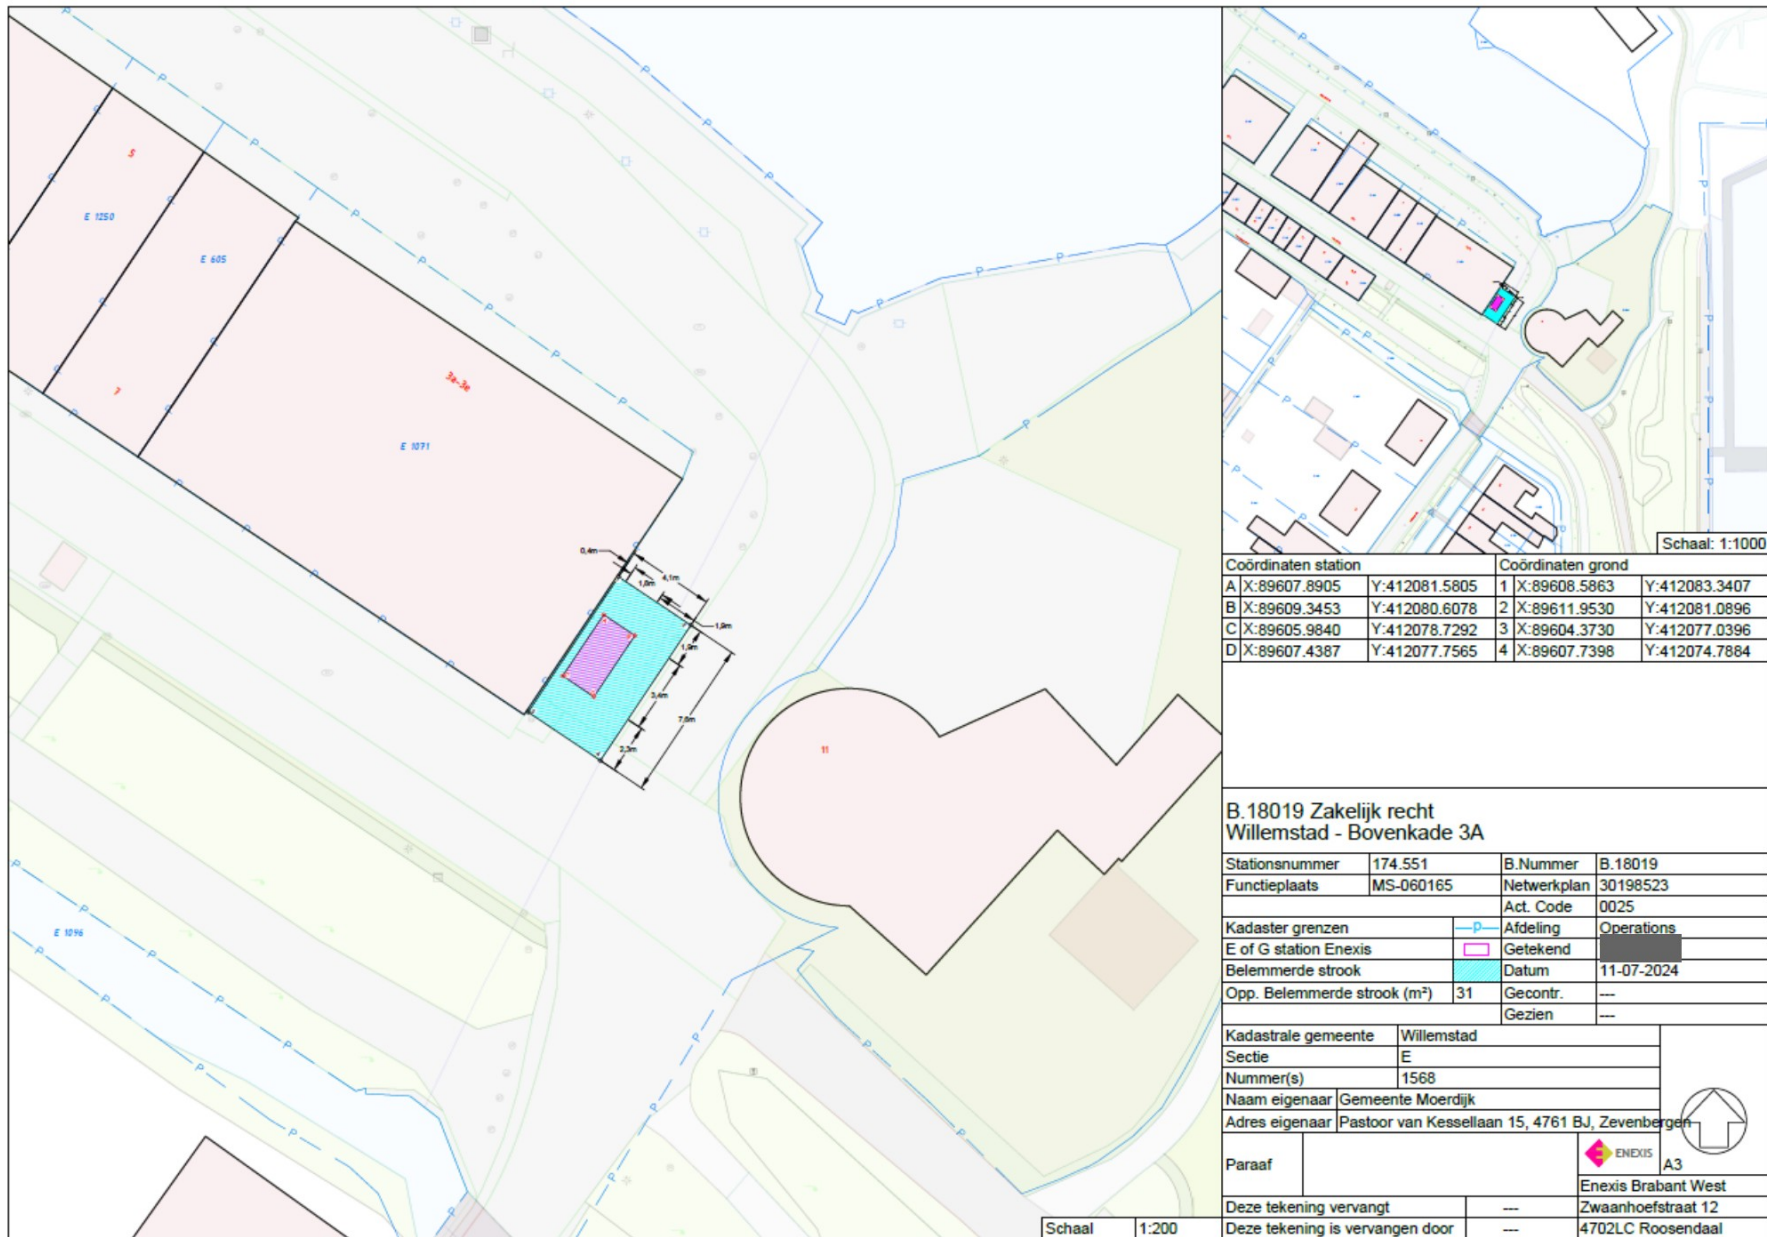 5
E 1250
E 605
7
3a-3e
E 1071
0,4m
1,8m
4,1m
1,9m
1,9m
3,4m
7,6m
2,3m
11
E 1096
Schaal 1:200
Schaal: 1:1000
Coördinaten station Coördinaten grond
A X:89607.8905 Y:412081.5805 1 X:89608.5863 Y:412083.3407
B X:89609.3453 Y:412080.6078 2 X:89611.9530 Y:412081.0896
C X:89605.9840 Y:412078.7292 3 X:89604.3730 Y:412077.0396
D X:89607.4387 Y:412077.7565 4 X:89607.7398 Y:412074.7884
B.18019 Zakelijk recht
Willemstad - Bovenkade 3A
Stationsnummer 174.551 B.Nummer B.18019
Functieplaats MS-060165 Netwerkplan 30198523
Act. Code 0025
Kadaster grenzen P Afdeling Operations
E of G station Enexis Getekend
Belemmerde strook Datum 11-07-2024
Opp. Belemmerde strook (m²) 31 Gecontr. ---
Gezien ---
Kadastrale gemeente Willemstad
Sectie E
Nummer(s) 1568
Naam eigenaar Gemeente Moerdijk
Adres eigenaar Pastoor van Kessellaan 15, 4761 BJ, Zevenbergen
Paraaf ENEXIS A3
Enexis Brabant West
Deze tekening vervangt --- Zwaanhoefstraat 12
Deze tekening is vervangen door --- 4702LC Roosendaal